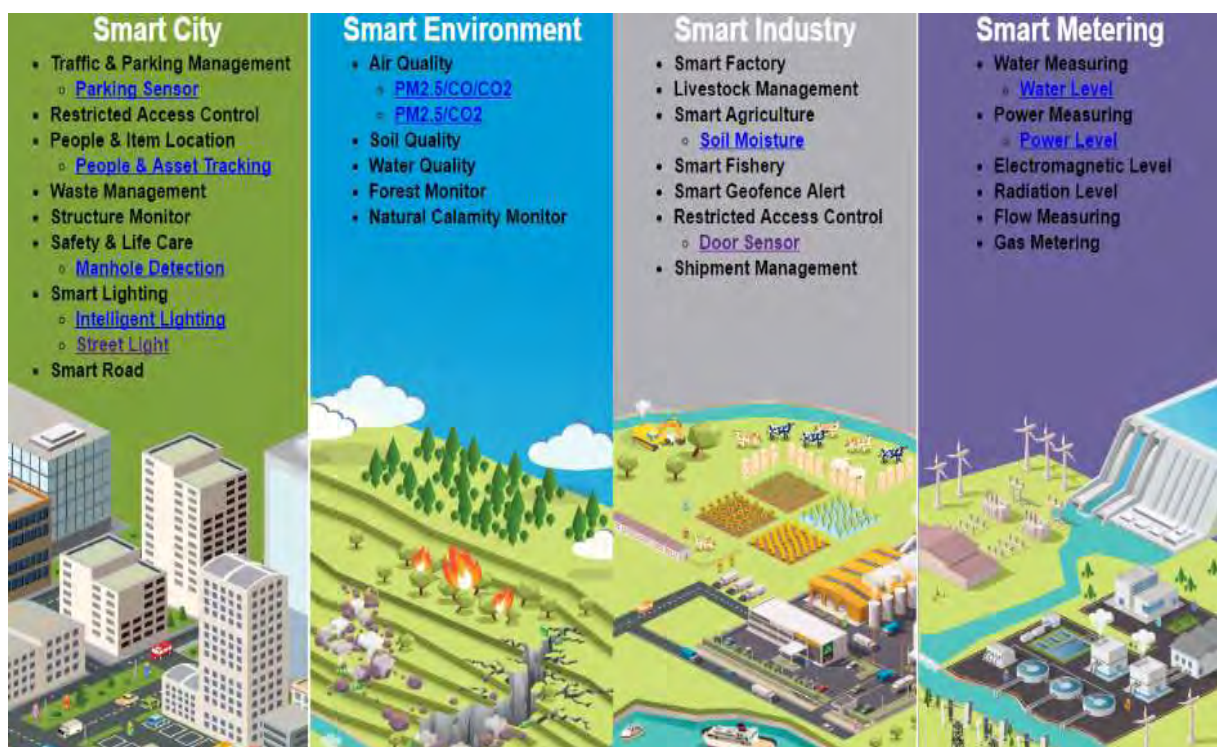 Smart City
Traffic & Parking Management
Parking Sensor
Restricted Access Control
People & Item Location
People & Asset Tracking
Waste Management
Structure Monitor
Safety & Life Care
Manhole Detection
Smart Lighting
Intelligent Lighting
Street Light
Smart Road
Smart Environment
Air Quality
PM2.5/CO/CO2
PM2.5/CO2
Soil Quality
Water Quality
Forest Monitor
Natural Calamity Monitor
Smart Industry
Smart Factory
Livestock Management
Smart Agriculture
Soil Moisture
Smart Fishery
Smart Geofence Alert
Restricted Access Control
Door Sensor
Shipment Management
Smart Metering
Water Measuring
Water Level
Power Measuring
Power Level
Electromagnetic Level
Radiation Level
Flow Measuring
Gas Metering